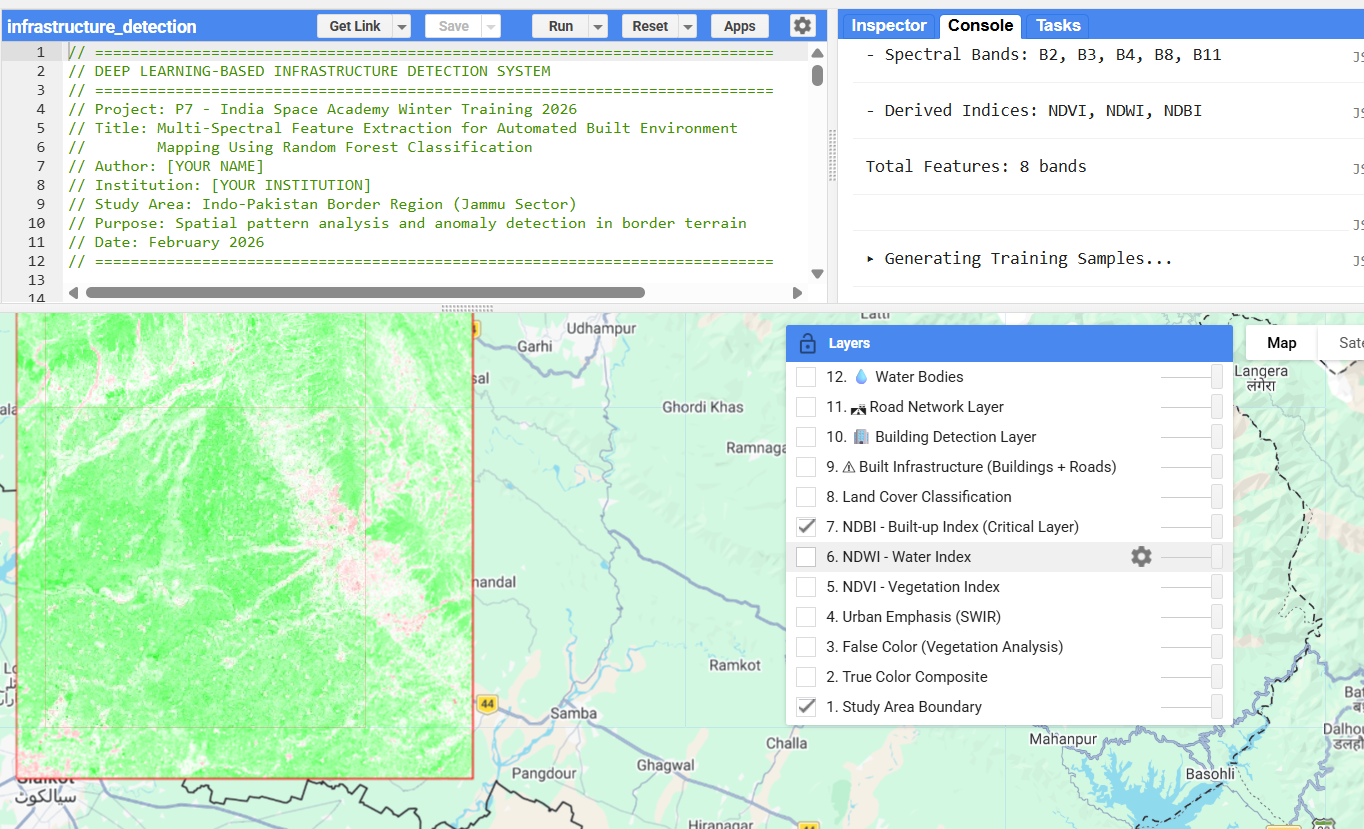 infrastructure_detection
Get Link
Save
Run
Reset
Apps
1 // ============================================================================
2 // DEEP LEARNING-BASED INFRASTRUCTURE DETECTION SYSTEM
3 // ============================================================================
4 // Project: P7 - India Space Academy Winter Training 2026
5 // Title: Multi-Spectral Feature Extraction for Automated Built Environment
6 //        Mapping Using Random Forest Classification
7 // Author: [YOUR NAME]
8 // Institution: [YOUR INSTITUTION]
9 // Study Area: Indo-Pakistan Border Region (Jammu Sector)
10 // Purpose: Spatial pattern analysis and anomaly detection in border terrain
11 // Date: February 2026
12 // ============================================================================
13
14
Inspector
Console
Tasks
- Spectral Bands: B2, B3, B4, B8, B11
- Derived Indices: NDVI, NDWI, NDBI
Total Features: 8 bands
▸ Generating Training Samples...
Layers
12. 💧 Water Bodies
11. 🛣 Road Network Layer
10. 🏢 Building Detection Layer
9. ⚠ Built Infrastructure (Buildings + Roads)
8. Land Cover Classification
7. NDBI - Built-up Index (Critical Layer)
6. NDWI - Water Index
5. NDVI - Vegetation Index
4. Urban Emphasis (SWIR)
3. False Color (Vegetation Analysis)
2. True Color Composite
1. Study Area Boundary
Map
Sate
Latti
Udhampur
Garhi
Langera
लंगेरा
Ghordi Khas
Ramnaga
mandal
Ramkot
44
Samba
Challa
Mahanpur
Ghagwal
Pangdour
Basohli
Sialkot
سيالكوٹ
Hiranagar
44